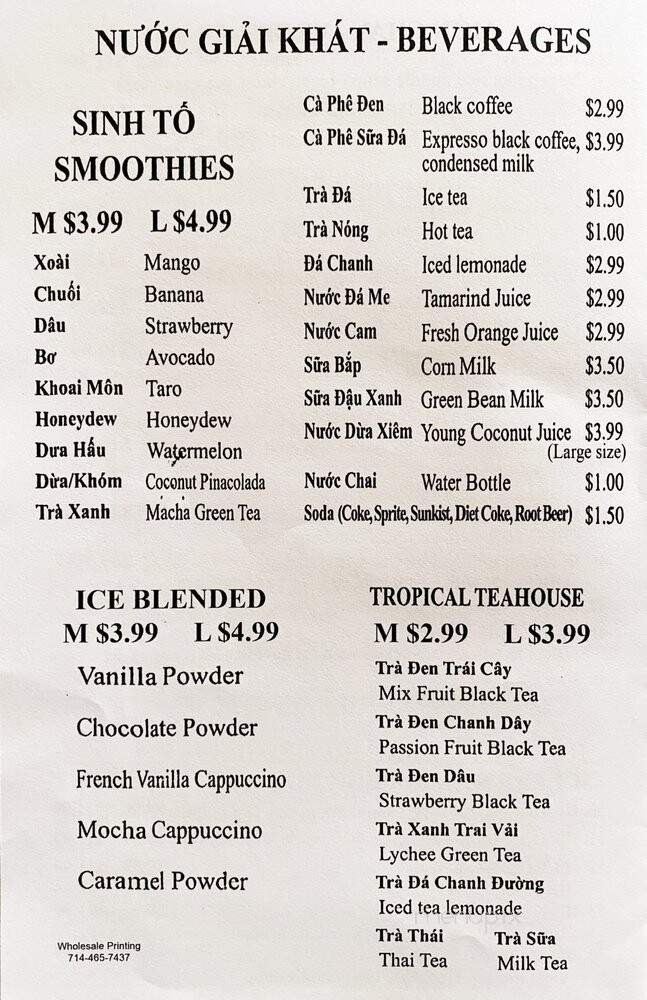 NƯỚC GIẢI KHÁT - BEVERAGES
SINH TỐ
SMOOTHIES
M $3.99 L $4.99
Xoài Mango
Chuối Banana
Dâu Strawberry
Bơ Avocado
Khoai Môn Taro
Honeydew Honeydew
Dưa Hấu Watermelon
Dừa/Khóm Coconut Pinacolada
Trà Xanh Macha Green Tea
Cà Phê Đen Black coffee $2.99
Cà Phê Sữa Đá Expresso black coffee, $3.99
condensed milk
Trà Đá Ice tea $1.50
Trà Nóng Hot tea $1.00
Đá Chanh Iced lemonade $2.99
Nước Đá Me Tamarind Juice $2.99
Nước Cam Fresh Orange Juice $2.99
Sữa Bắp Corn Milk $3.50
Sữa Đậu Xanh Green Bean Milk $3.50
Nước Dừa Xiêm Young Coconut Juice $3.99
(Large size)
Nước Chai Water Bottle $1.00
Soda (Coke, Sprite, Sunkist, Diet Coke, Root Beer) $1.50
ICE BLENDED
M $3.99 L $4.99
Vanilla Powder
Chocolate Powder
French Vanilla Cappuccino
Mocha Cappuccino
Caramel Powder
TROPICAL TEAHOUSE
M $2.99 L $3.99
Trà Đen Trái Cây
Mix Fruit Black Tea
Trà Đen Chanh Dây
Passion Fruit Black Tea
Trà Đen Dâu
Strawberry Black Tea
Trà Xanh Trai Vải
Lychee Green Tea
Trà Đá Chanh Đường
Iced tea lemonade
Trà Thái Trà Sữa
Thai Tea Milk Tea
Wholesale Printing
714-465-7437